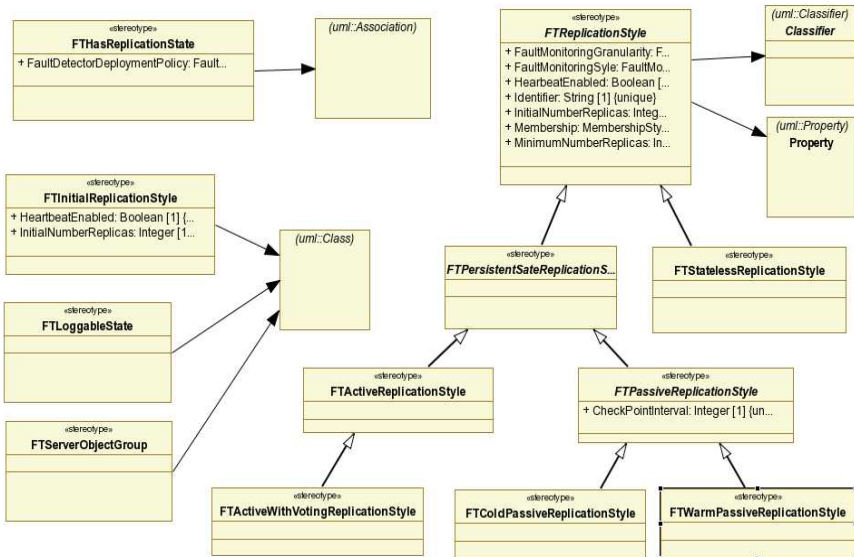 «stereotype»
FTHasReplicationState
+ FaultDetectorDeploymentPolicy: Fault...
(uml::Association)
«stereotype»
FTReplicationStyle
+ FaultMonitoringGranularity: F...
+ FaultMonitoringSyle: FaultMo...
+ HearbeatEnabled: Boolean [...
+ Identifier: String [1] {unique}
+ InitialNumberReplicas: Integ...
+ Membership: MembershipSty...
+ MinimumNumberReplicas: In...
(uml::Classifier)
Classifier
(uml::Property)
Property
«stereotype»
FTInitialReplicationStyle
+ HeartbeatEnabled: Boolean [1] {...
+ InitialNumberReplicas: Integer [1...
(uml::Class)
«stereotype»
FTPersistentSateReplicationS...
«stereotype»
FTStatelessReplicationStyle
«stereotype»
FTLoggableState
«stereotype»
FTActiveReplicationStyle
«stereotype»
FTPassiveReplicationStyle
+ CheckPointInterval: Integer [1] {un...
«stereotype»
FTServerObjectGroup
«stereotype»
FTActiveWithVotingReplicationStyle
«stereotype»
FTColdPassiveReplicationStyle
«stereotype»
FTWarmPassiveReplicationStyle